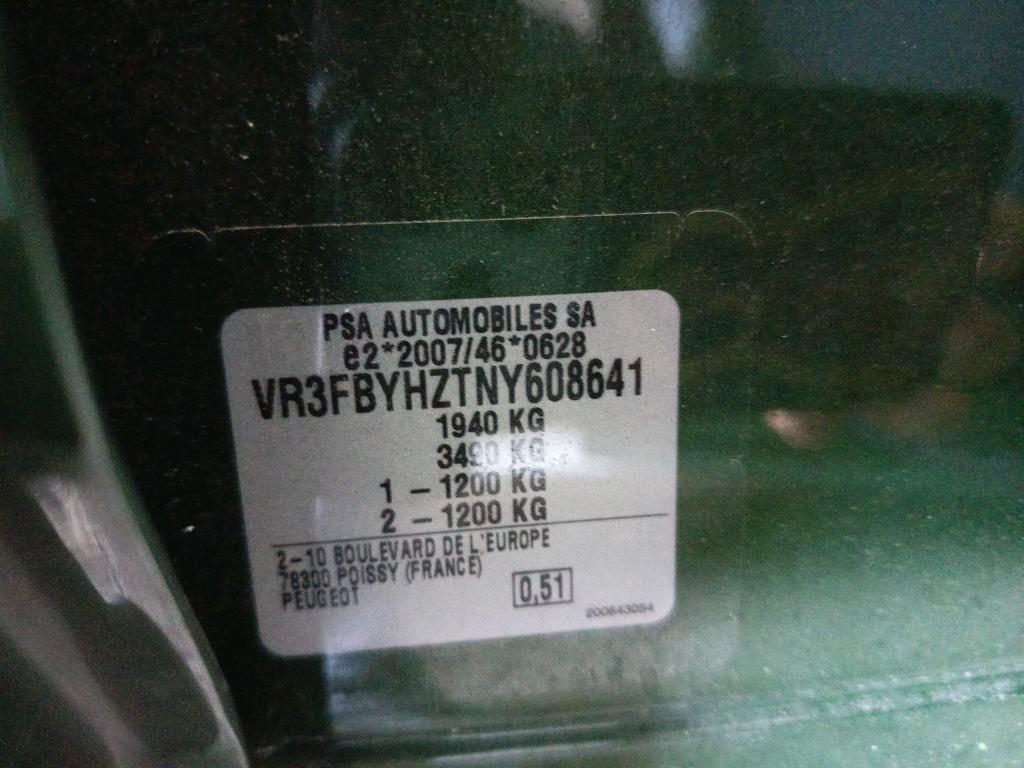 PSA AUTOMOBILES SA
e2*2007/46*0628
VR3FBYHZTNY608641
1940 KG
3490 KG
1 - 1200 KG
2 - 1200 KG
2-10 BOULEVARD DE L'EUROPE
78300 POISSY (FRANCE)
PEUGEOT
0,51
200643054